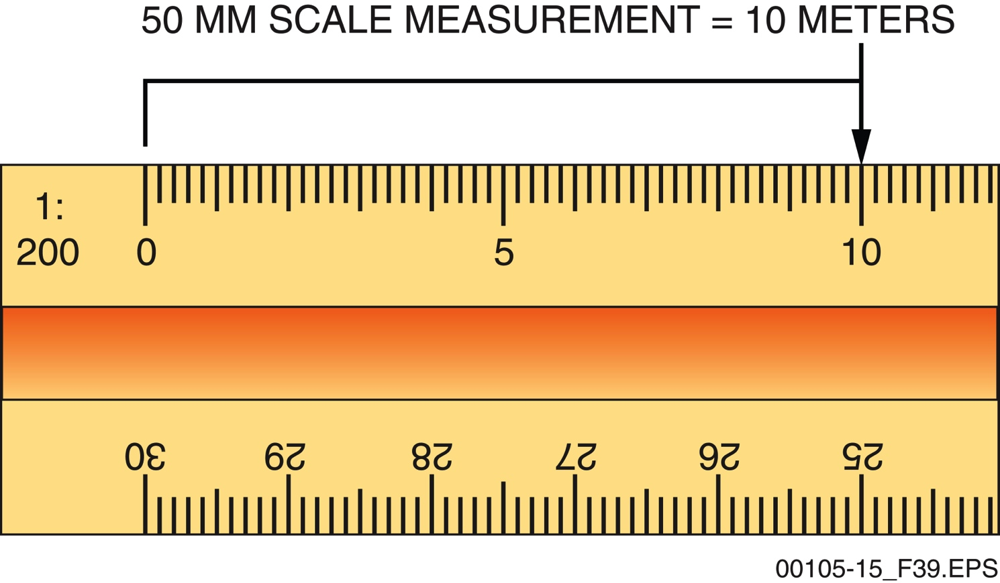 50 MM SCALE MEASUREMENT = 10 METERS
1:
200 0 5 10
30 29 28 27 26 25
00105-15_F39.EPS